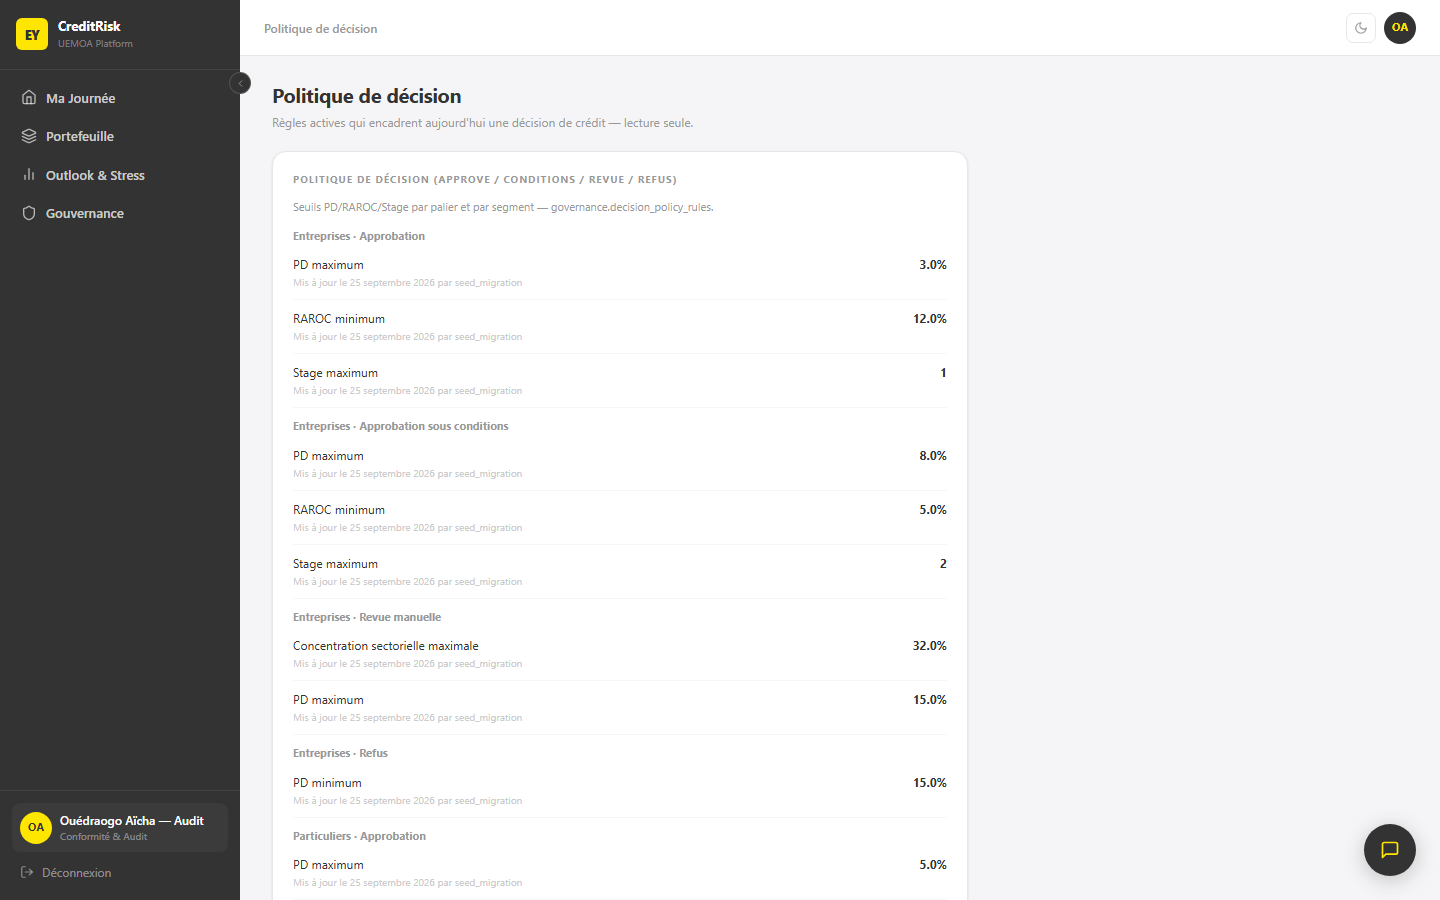 EY
CreditRisk
UEMOA Platform
Ma Journée
Portefeuille
Outlook & Stress
Gouvernance
OA
Ouédraogo Aïcha — Audit
Conformité & Audit
Déconnexion
Politique de décision
OA
Politique de décision
Règles actives qui encadrent aujourd'hui une décision de crédit — lecture seule.
POLITIQUE DE DÉCISION (APPROVE / CONDITIONS / REVUE / REFUS)
Seuils PD/RAROC/Stage par palier et par segment — governance.decision_policy_rules.
Entreprises · Approbation
PD maximum 3.0%
Mis à jour le 25 septembre 2026 par seed_migration
RAROC minimum 12.0%
Mis à jour le 25 septembre 2026 par seed_migration
Stage maximum 1
Mis à jour le 25 septembre 2026 par seed_migration
Entreprises · Approbation sous conditions
PD maximum 8.0%
Mis à jour le 25 septembre 2026 par seed_migration
RAROC minimum 5.0%
Mis à jour le 25 septembre 2026 par seed_migration
Stage maximum 2
Mis à jour le 25 septembre 2026 par seed_migration
Entreprises · Revue manuelle
Concentration sectorielle maximale 32.0%
Mis à jour le 25 septembre 2026 par seed_migration
PD maximum 15.0%
Mis à jour le 25 septembre 2026 par seed_migration
Entreprises · Refus
PD minimum 15.0%
Mis à jour le 25 septembre 2026 par seed_migration
Particuliers · Approbation
PD maximum 5.0%
Mis à jour le 25 septembre 2026 par seed_migration